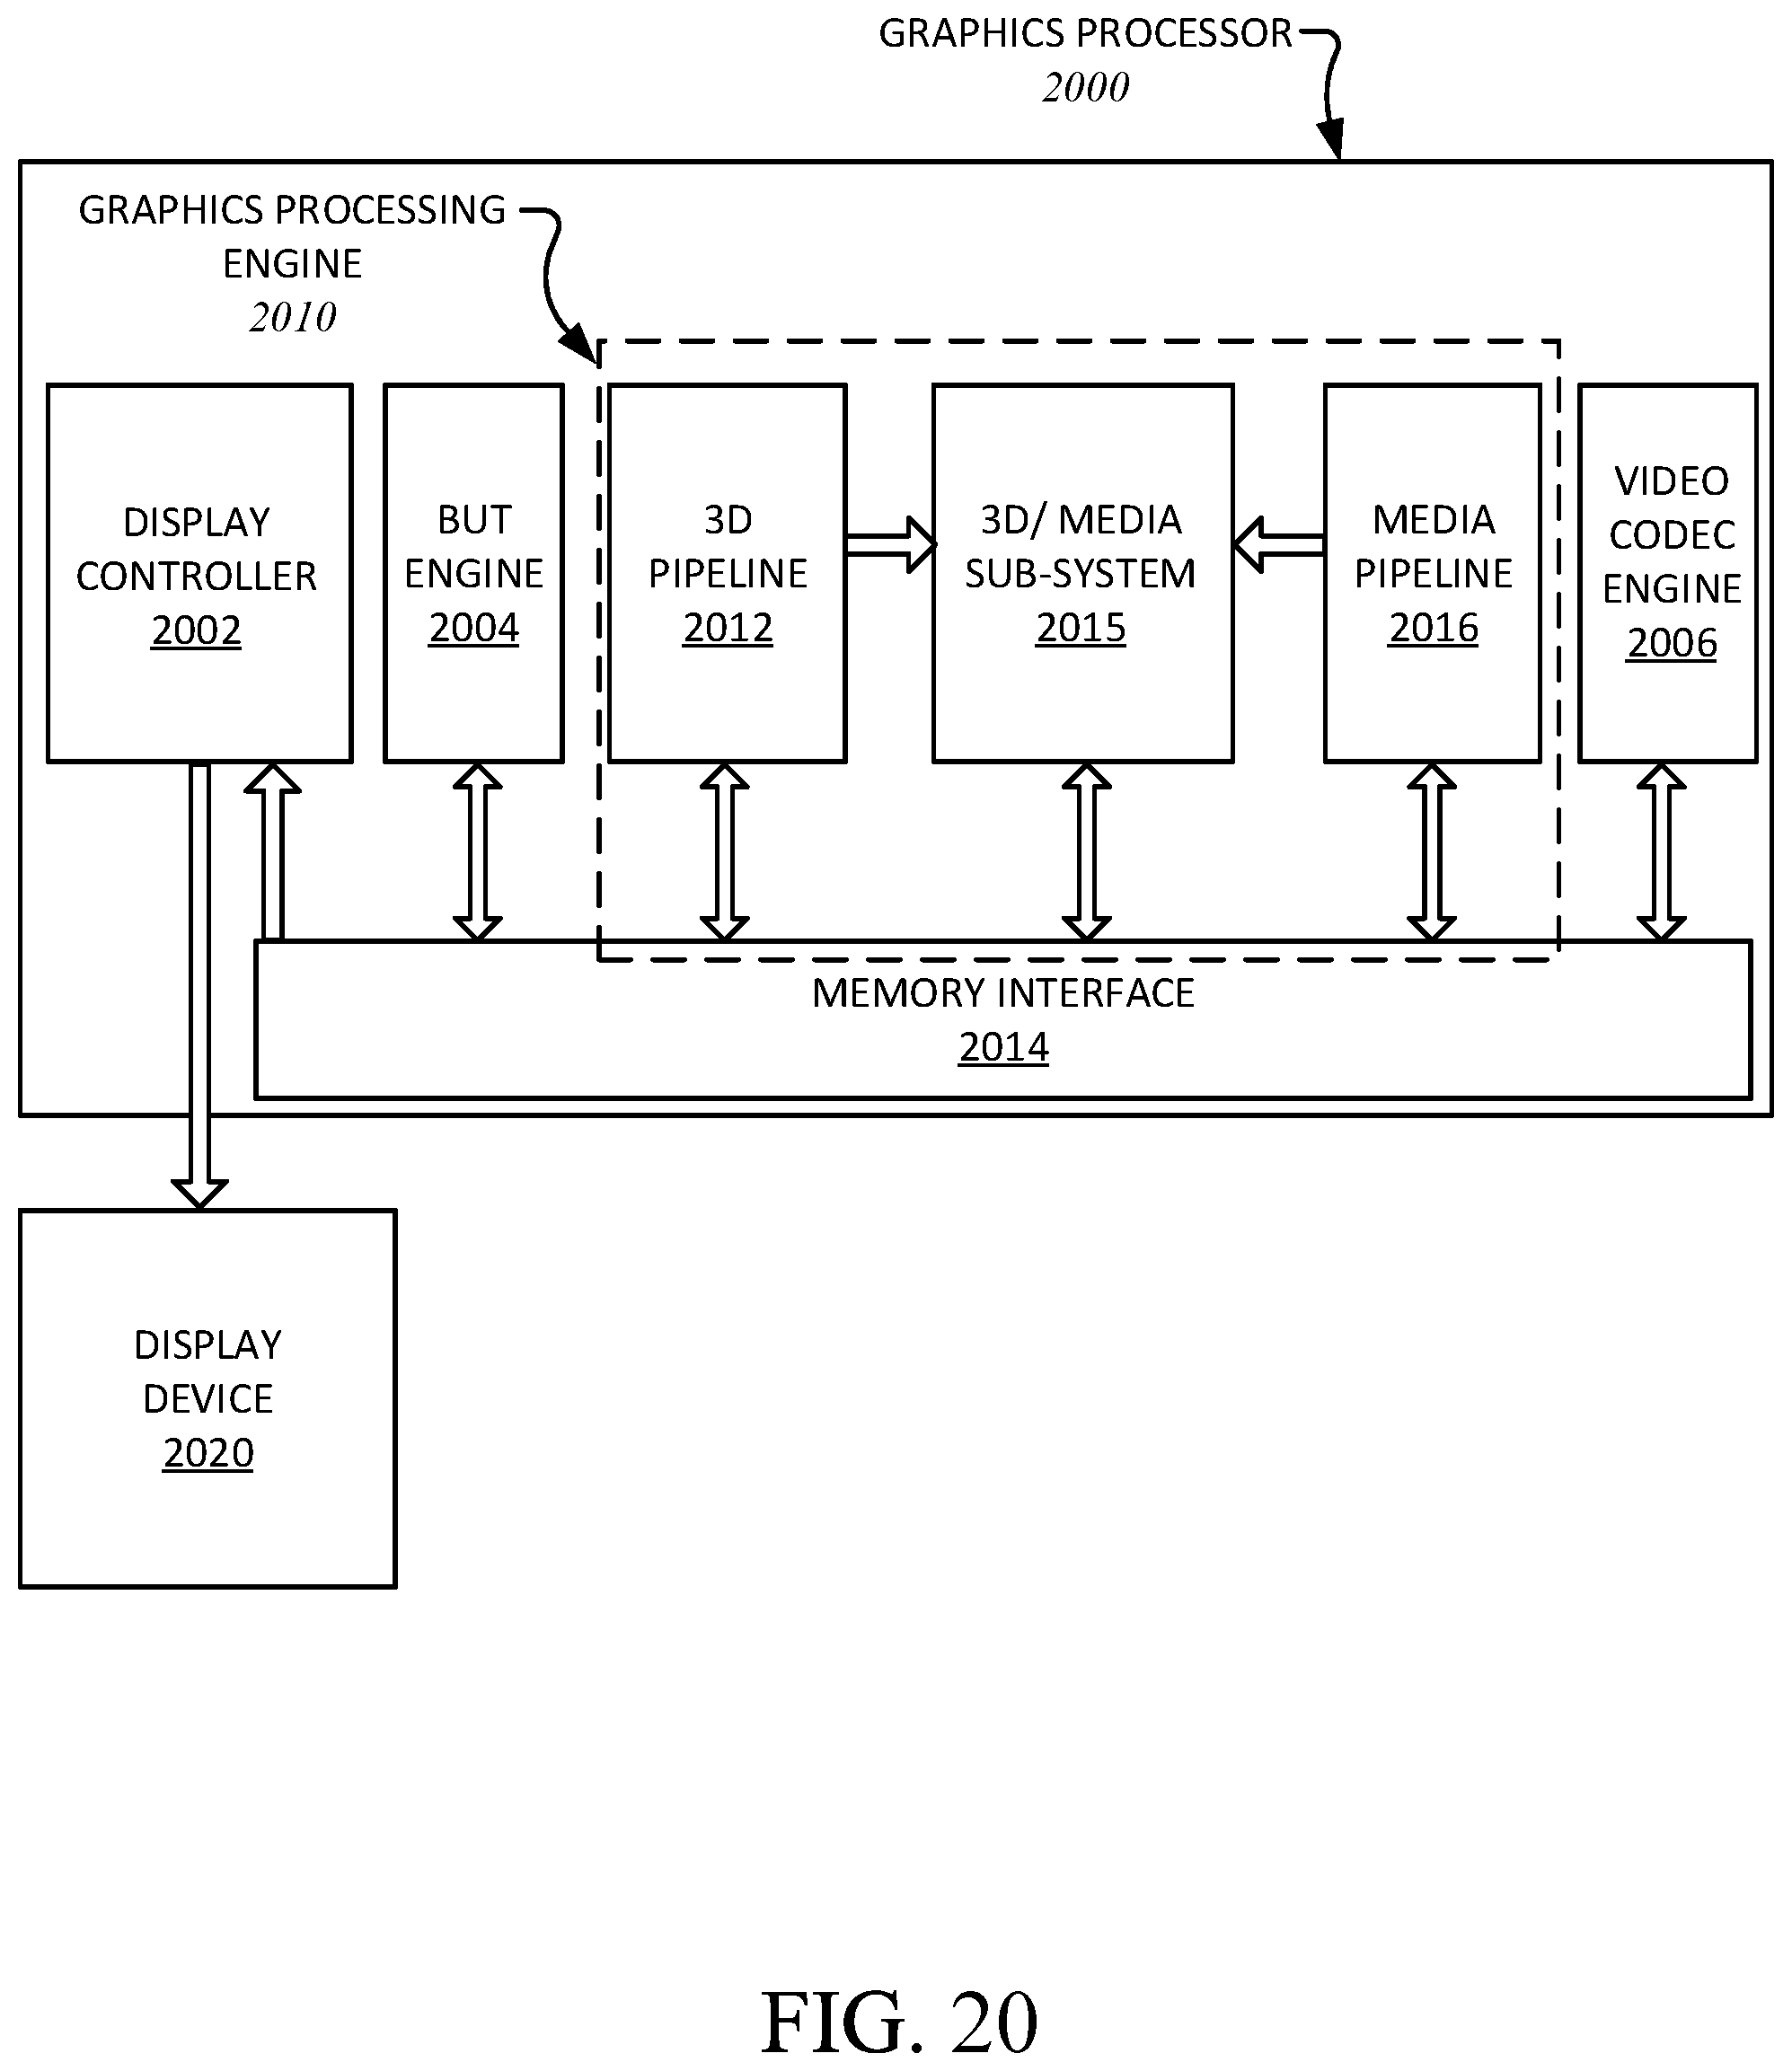 GRAPHICS PROCESSOR
2000
GRAPHICS PROCESSING
ENGINE
2010
DISPLAY
CONTROLLER
2002
BUT
ENGINE
2004
3D
PIPELINE
2012
3D/ MEDIA
SUB-SYSTEM
2015
MEDIA
PIPELINE
2016
VIDEO
CODEC
ENGINE
2006
MEMORY INTERFACE
2014
DISPLAY
DEVICE
2020
FIG. 20